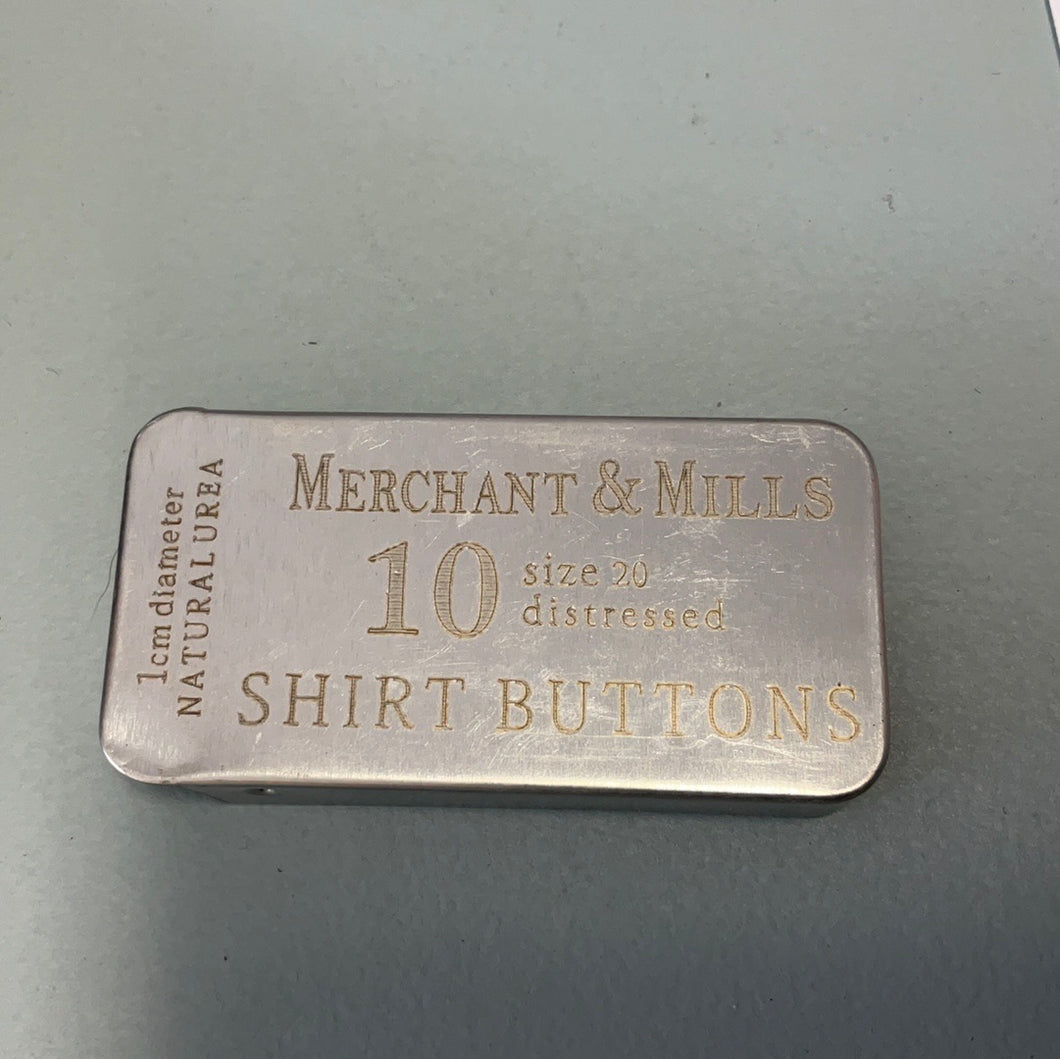 MERCHANT & MILLS
10 size 20
distressed
SHIRT BUTTONS
1cm diameter
NATURAL UREA